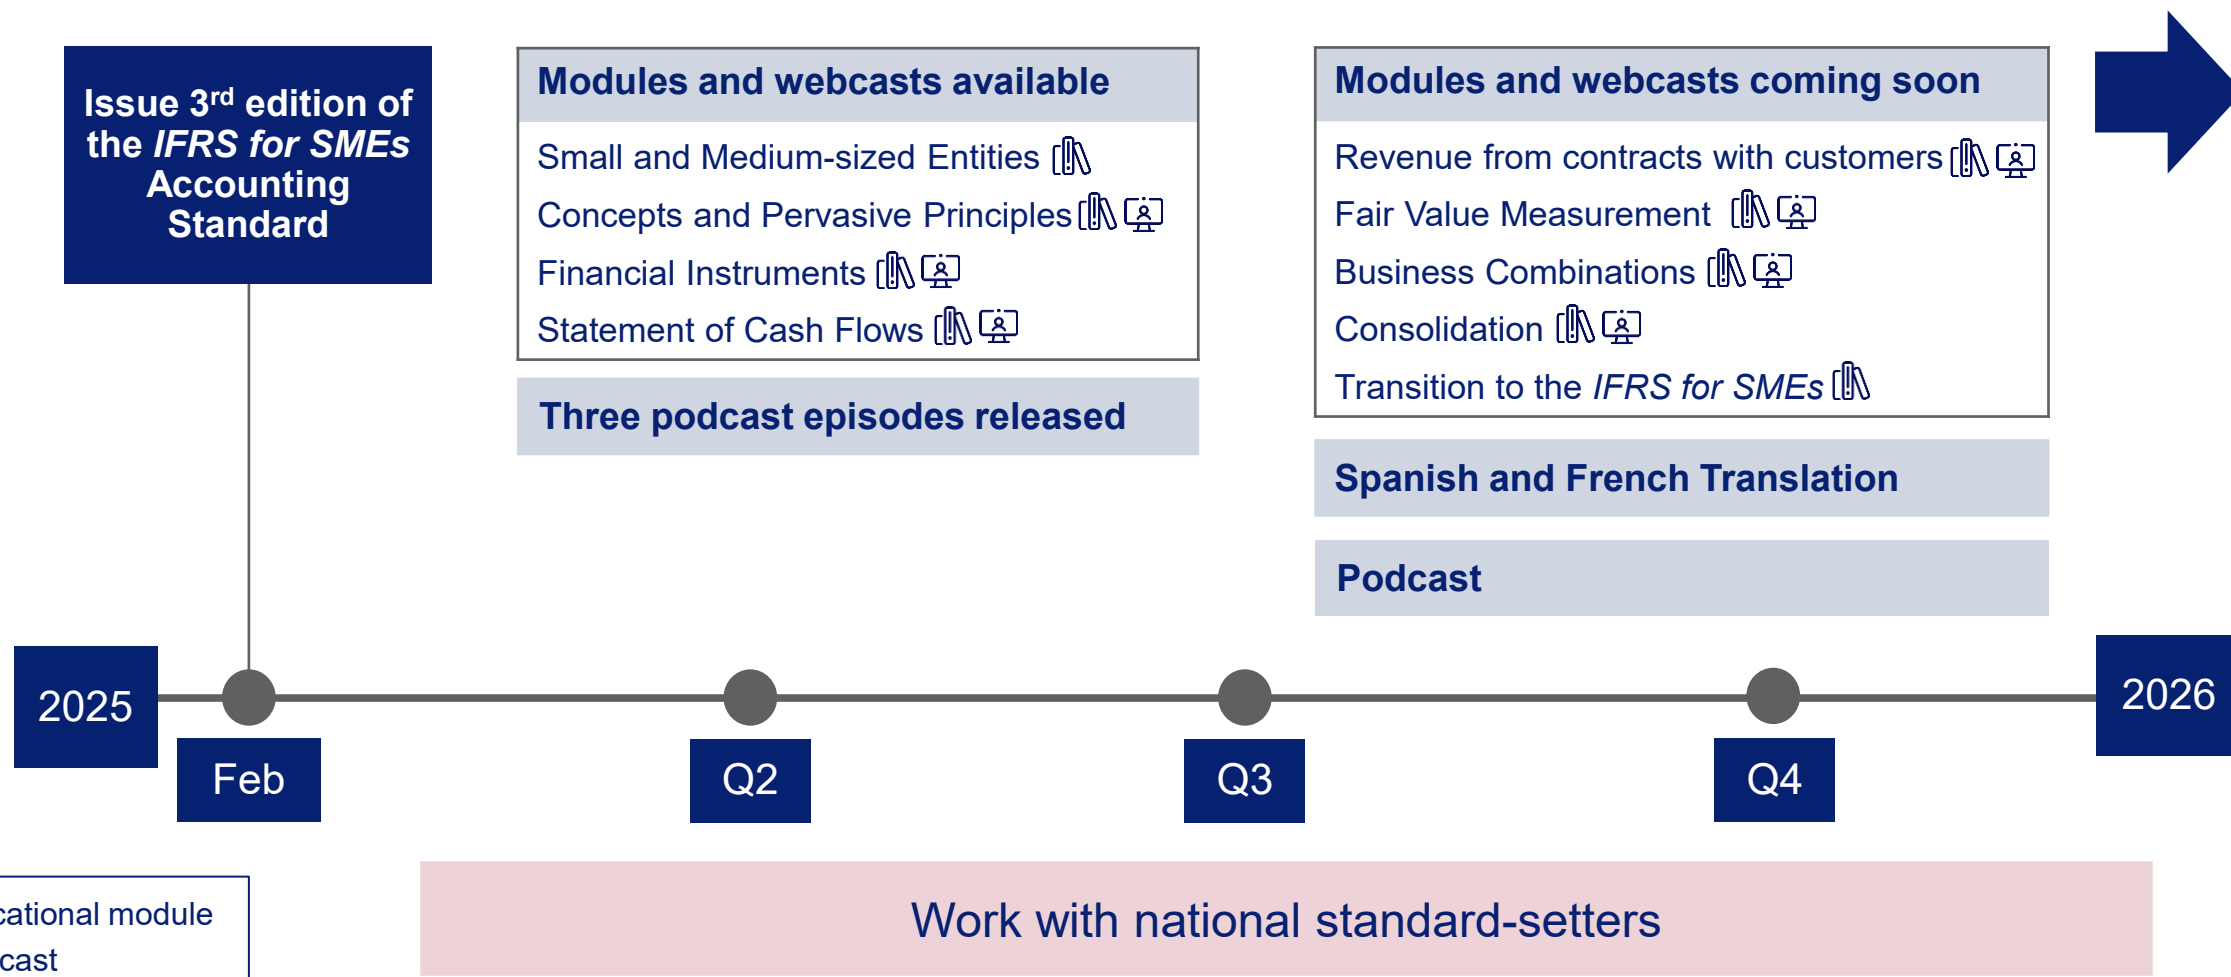 Issue 3rd edition of
the IFRS for SMEs
Accounting
Standard
Modules and webcasts available
Small and Medium-sized Entities
Concepts and Pervasive Principles
Financial Instruments
Statement of Cash Flows
Three podcast episodes released
Modules and webcasts coming soon
Revenue from contracts with customers
Fair Value Measurement
Business Combinations
Consolidation
Transition to the IFRS for SMEs
Spanish and French Translation
Podcast
2025
2026
Feb
Q2
Q3
Q4
cational module
cast
Work with national standard-setters